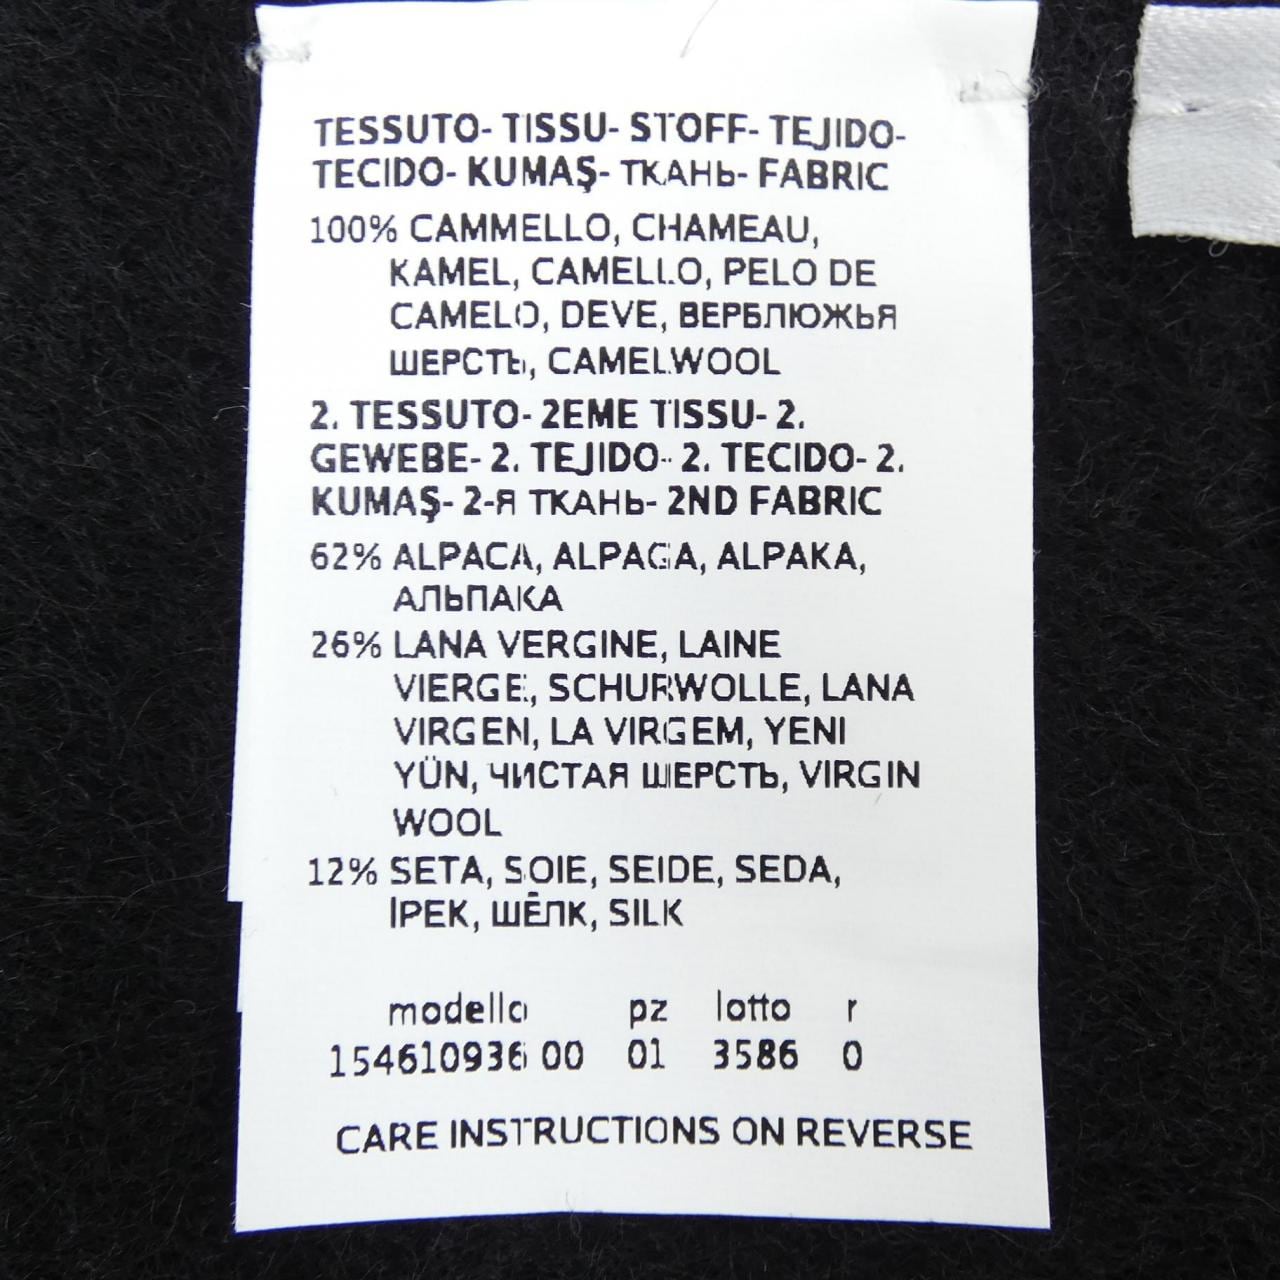 TESSUTO- TISSU- STOFF- TEJIDO-
TECIDO- KUMAŞ- ТКАНЬ- FABRIC
100% CAMMELLO, CHAMEAU,
KAMEL, CAMELLO, PELO DE
CAMELO, DEVE, ВЕРБЛЮЖЬЯ
ШЕРСТЬ, CAMELWOOL
2. TESSUTO- 2EME TISSU- 2.
GEWEBE- 2. TEJIDO- 2. TECIDO- 2.
KUMAŞ- 2-Я ТКАНЬ- 2ND FABRIC
62% ALPACA, ALPAGA, ALPAKA,
АЛЬПАКА
26% LANA VERGINE, LAINE
VIERGE, SCHURWOLLE, LANA
VIRGEN, LA VIRGEM, YENI
YÜN, ЧИСТАЯ ШЕРСТЬ, VIRGIN
WOOL
12% SETA, SOIE, SEIDE, SEDA,
İPEK, ШЁЛК, SILK
modello pz lotto r
154610936 00 01 3586 0
CARE INSTRUCTIONS ON REVERSE